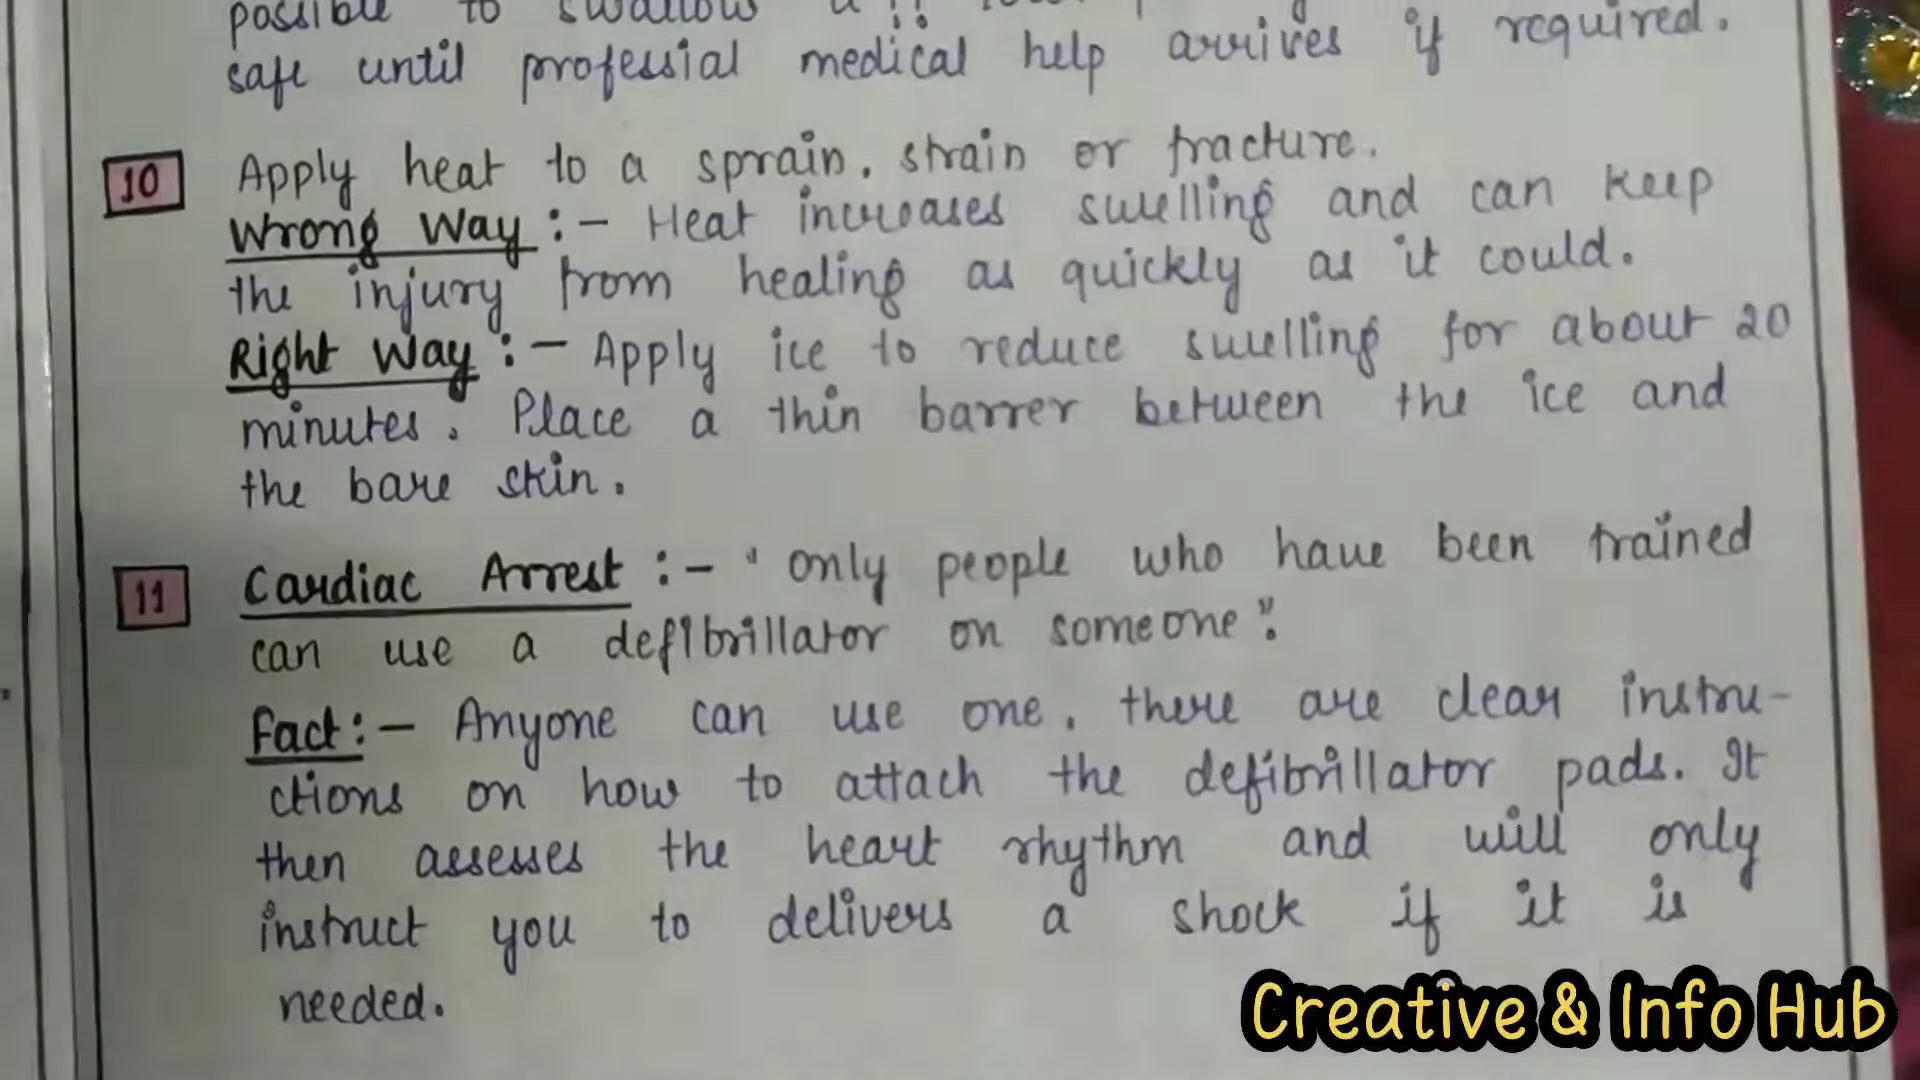 possible to swallow
safe until professial medical help arrives if required.
10 Apply heat to a sprain, strain or fracture.
Wrong Way :- Heat increases swelling and can keep
the injury from healing as quickly as it could.
Right Way :- Apply ice to reduce swelling for about 20
minutes. Place a thin barrer between the ice and
the bare skin.
11 Cardiac Arrest :- ' only people who have been trained
can use a defibrillator on someone".
Fact :- Anyone can use one, there are clear instru-
ctions on how to attach the defibrillator pads. It
then assesses the heart rhythm and will only
instruct you to delivers a shock if it is
needed.
Creative & Info Hub